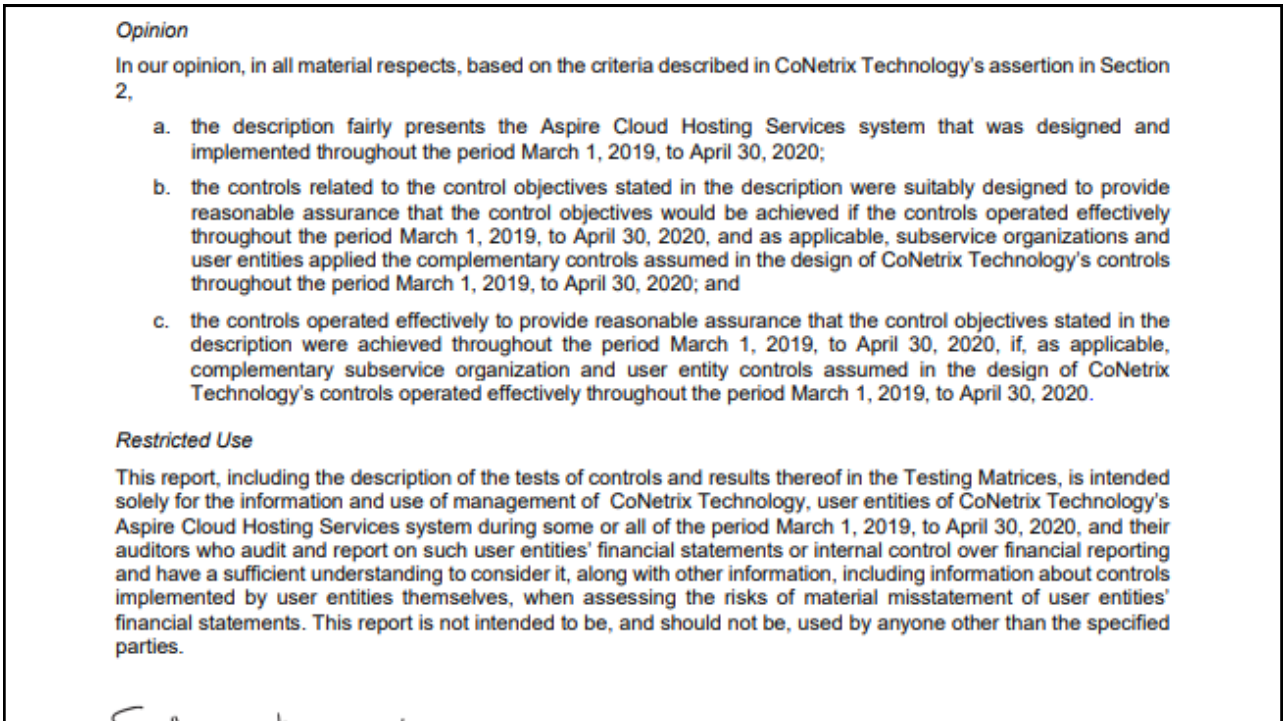 Opinion
In our opinion, in all material respects, based on the criteria described in CoNetrix Technology's assertion in Section
2,
a. the description fairly presents the Aspire Cloud Hosting Services system that was designed and
implemented throughout the period March 1, 2019, to April 30, 2020;
b. the controls related to the control objectives stated in the description were suitably designed to provide
reasonable assurance that the control objectives would be achieved if the controls operated effectively
throughout the period March 1, 2019, to April 30, 2020, and as applicable, subservice organizations and
user entities applied the complementary controls assumed in the design of CoNetrix Technology's controls
throughout the period March 1, 2019, to April 30, 2020; and
c. the controls operated effectively to provide reasonable assurance that the control objectives stated in the
description were achieved throughout the period March 1, 2019, to April 30, 2020, if, as applicable,
complementary subservice organization and user entity controls assumed in the design of CoNetrix
Technology's controls operated effectively throughout the period March 1, 2019, to April 30, 2020.
Restricted Use
This report, including the description of the tests of controls and results thereof in the Testing Matrices, is intended
solely for the information and use of management of CoNetrix Technology, user entities of CoNetrix Technology's
Aspire Cloud Hosting Services system during some or all of the period March 1, 2019, to April 30, 2020, and their
auditors who audit and report on such user entities' financial statements or internal control over financial reporting
and have a sufficient understanding to consider it, along with other information, including information about controls
implemented by user entities themselves, when assessing the risks of material misstatement of user entities'
financial statements. This report is not intended to be, and should not be, used by anyone other than the specified
parties.